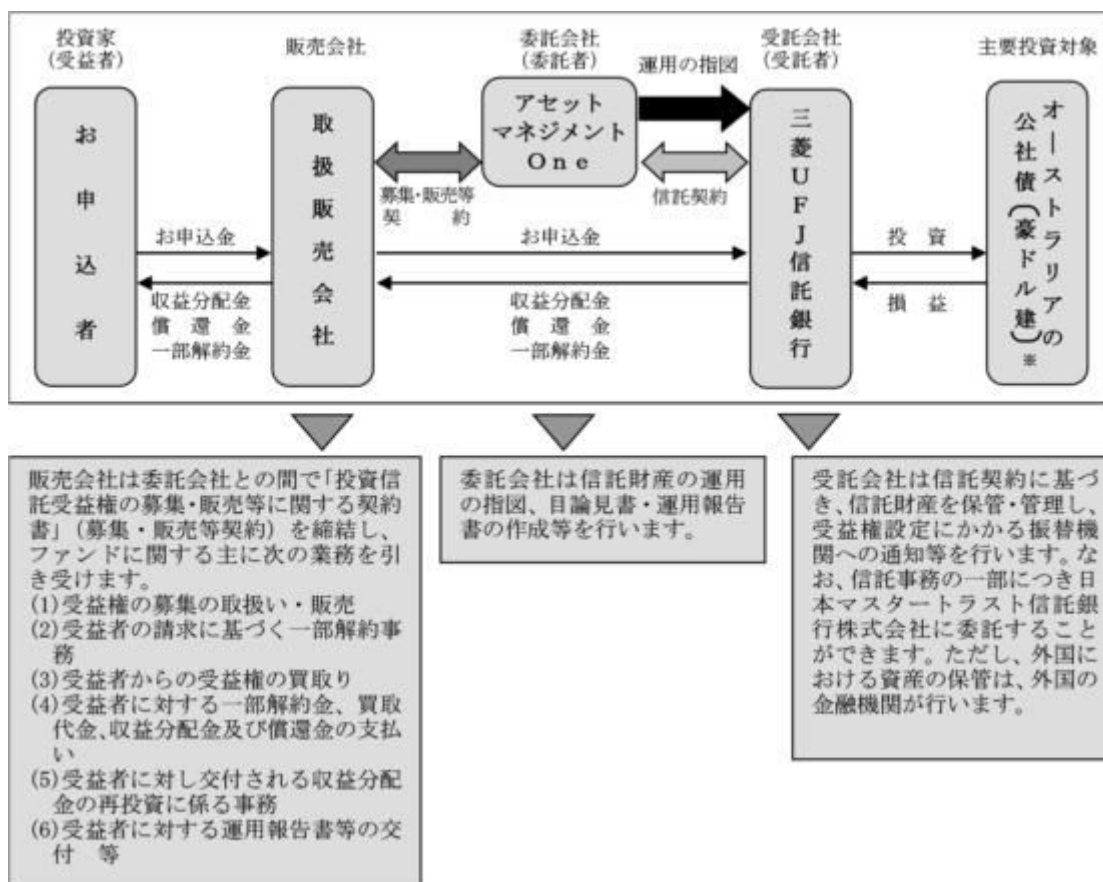 投資家
(受益者)
販売会社
委託会社
(委託者)
運用の指図
受託会社
(受託者)
主要投資対象
お申込者
取扱販売会社
アセット
マネジメント
One
三菱UFJ信託銀行
オーストラリアの
公社債(豪ドル建)※
募集・販売等
契 約
信託契約
お申込金
収益分配金
償 還 金
一部解約金
お申込金
収益分配金
償 還 金
一部解約金
投 資
損 益
販売会社は委託会社との間で「投資信
託受益権の募集・販売等に関する契約
書」(募集・販売等契約)を締結し、
ファンドに関する主に次の業務を引
き受けます。
(1)受益権の募集の取扱い・販売
(2)受益者の請求に基づく一部解約事
務
(3)受益者からの受益権の買取り
(4)受益者に対する一部解約金、買取
代金、収益分配金及び償還金の支払
い
(5)受益者に対し交付される収益分配
金の再投資に係る事務
(6)受益者に対する運用報告書等の交
付 等
委託会社は信託財産の運用
の指図、目論見書・運用報告
書の作成等を行います。
受託会社は信託契約に基づ
き、信託財産を保管・管理し、
受益権設定にかかる振替機
関への通知等を行います。な
お、信託事務の一部につき日
本マスタートラスト信託銀
行株式会社に委託すること
ができます。ただし、外国に
おける資産の保管は、外国の
金融機関が行います。